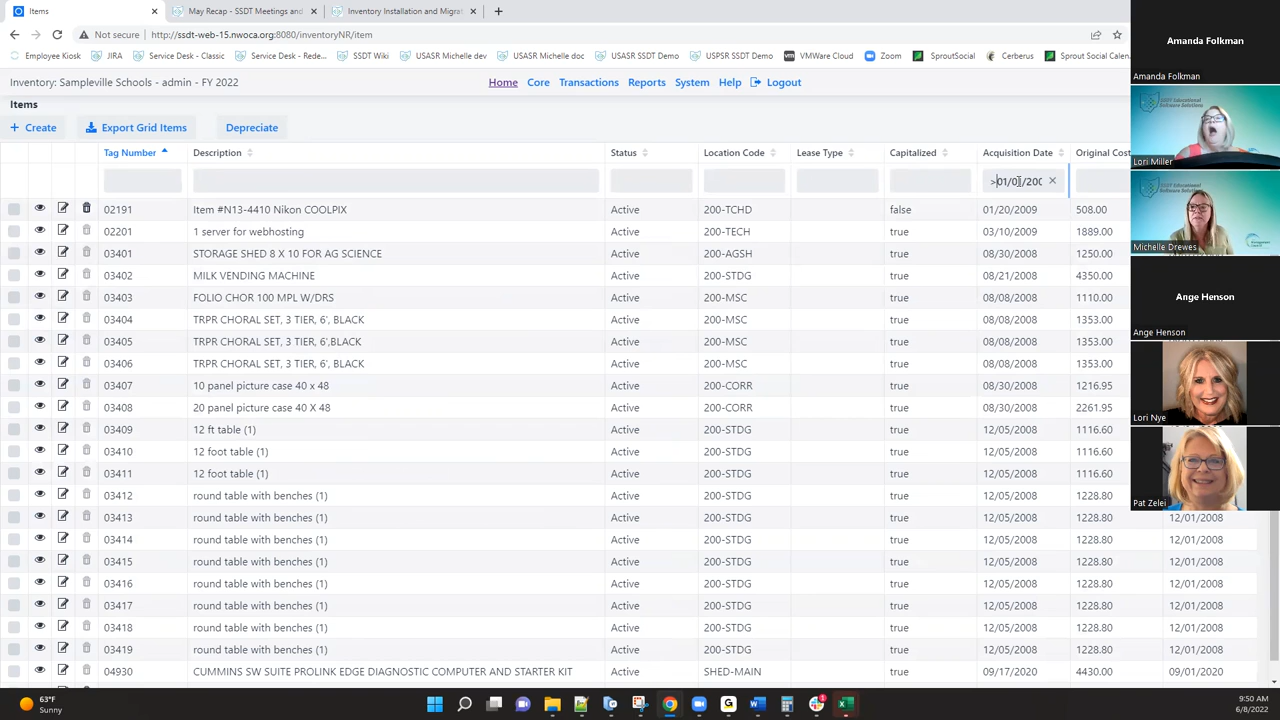 Items
May Recap - SSDT Meetings and
Inventory Installation and Migrat
Not secure | http://ssdt-web-15.nwoca.org:8080/inventoryNR/item
Employee Kiosk JIRA Service Desk - Classic Service Desk - Rede... SSDT Wiki USASR Michelle dev USASR Michelle doc USASR SSDT Demo USPSR SSDT Demo VMWare Cloud Zoom SproutSocial Cerberus Sprout Social Calen
Inventory: Sampleville Schools - admin - FY 2022 Home Core Transactions Reports System Help Logout
Items
+ Create Export Grid Items Depreciate
Tag Number Description Status Location Code Lease Type Capitalized Acquisition Date Original Cost
02191 Item #N13-4410 Nikon COOLPIX Active 200-TCHD false 01/20/2009 508.00
02201 1 server for webhosting Active 200-TECH true 03/10/2009 1889.00
03401 STORAGE SHED 8 X 10 FOR AG SCIENCE Active 200-AGSH true 08/30/2008 1250.00
03402 MILK VENDING MACHINE Active 200-STDG true 08/21/2008 4350.00
03403 FOLIO CHOR 100 MPL W/DRS Active 200-MSC true 08/08/2008 1110.00
03404 TRPR CHORAL SET, 3 TIER, 6', BLACK Active 200-MSC true 08/08/2008 1353.00
03405 TRPR CHORAL SET, 3 TIER, 6',BLACK Active 200-MSC true 08/08/2008 1353.00
03406 TRPR CHORAL SET, 3 TIER, 6', BLACK Active 200-MSC true 08/08/2008 1353.00
03407 10 panel picture case 40 x 48 Active 200-CORR true 08/30/2008 1216.95
03408 20 panel picture case 40 X 48 Active 200-CORR true 08/30/2008 2261.95
03409 12 ft table (1) Active 200-STDG true 12/05/2008 1116.60
03410 12 foot table (1) Active 200-STDG true 12/05/2008 1116.60
03411 12 foot table (1) Active 200-STDG true 12/05/2008 1116.60
03412 round table with benches (1) Active 200-STDG true 12/05/2008 1228.80
03413 round table with benches (1) Active 200-STDG true 12/05/2008 1228.80 12/01/2008
03414 round table with benches (1) Active 200-STDG true 12/05/2008 1228.80 12/01/2008
03415 round table with benches (1) Active 200-STDG true 12/05/2008 1228.80 12/01/2008
03416 round table with benches (1) Active 200-STDG true 12/05/2008 1228.80 12/01/2008
03417 round table with benches (1) Active 200-STDG true 12/05/2008 1228.80 12/01/2008
03418 round table with benches (1) Active 200-STDG true 12/05/2008 1228.80 12/01/2008
03419 round table with benches (1) Active 200-STDG true 12/05/2008 1228.80 12/01/2008
04930 CUMMINS SW SUITE PROLINK EDGE DIAGNOSTIC COMPUTER AND STARTER KIT Active SHED-MAIN true 09/17/2020 4430.00 09/01/2020
Amanda Folkman
Amanda Folkman
Lori Miller
Michelle Drewes
Ange Henson
Ange Henson
Lori Nye
Pat Zelei
63°F
Sunny
9:50 AM
6/8/2022